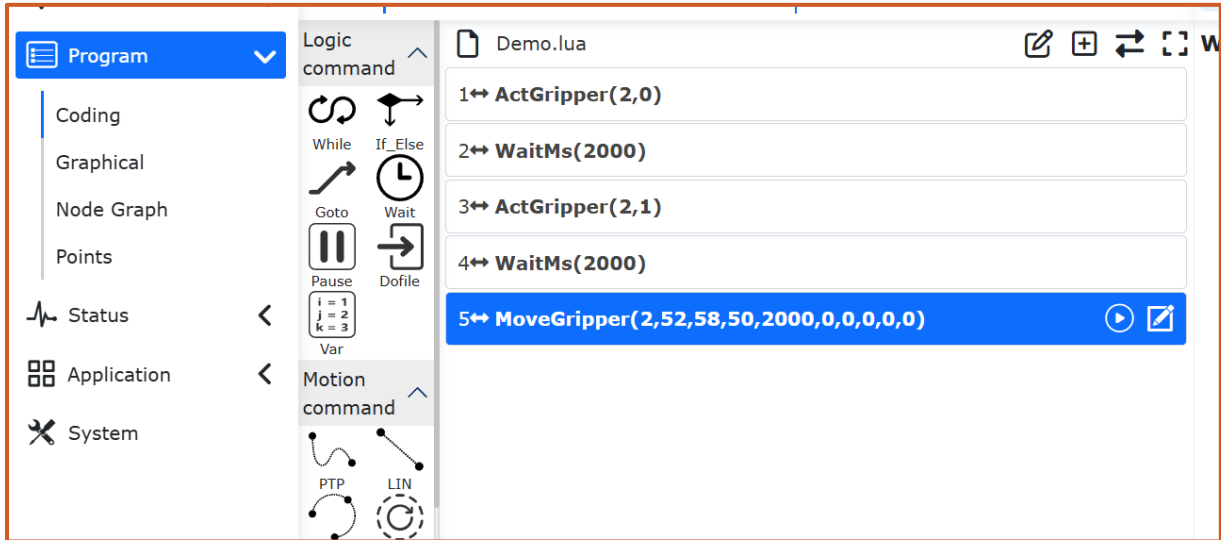 Program
Coding
Graphical
Node Graph
Points
Status
Application
System
Logic
command
While
If_Else
Goto
Wait
Pause
Dofile
i = 1
j = 2
k = 3
Var
Motion
command
PTP
LIN
Demo.lua
W
1 ActGripper(2,0)
2 WaitMs(2000)
3 ActGripper(2,1)
4 WaitMs(2000)
5 MoveGripper(2,52,58,50,2000,0,0,0,0,0)